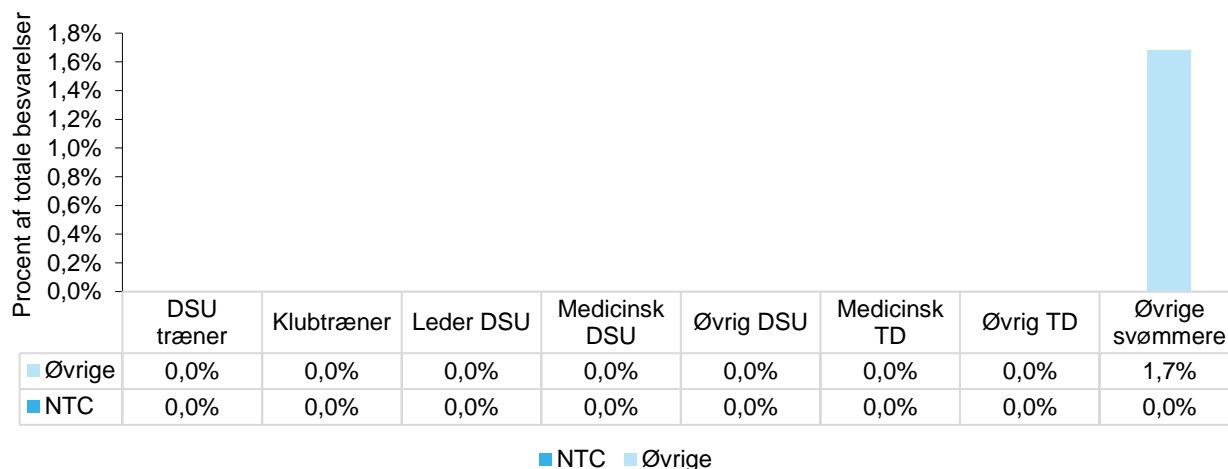 Procent af totale besvarelser
1,8%
1,6%
1,4%
1,2%
1,0%
0,8%
0,6%
0,4%
0,2%
0,0%
DSU træner Klubtræner Leder DSU Medicinsk DSU Øvrig DSU Medicinsk TD Øvrig TD Øvrige svømmere
Øvrige 0,0% 0,0% 0,0% 0,0% 0,0% 0,0% 0,0% 1,7%
NTC 0,0% 0,0% 0,0% 0,0% 0,0% 0,0% 0,0% 0,0%
NTC Øvrige